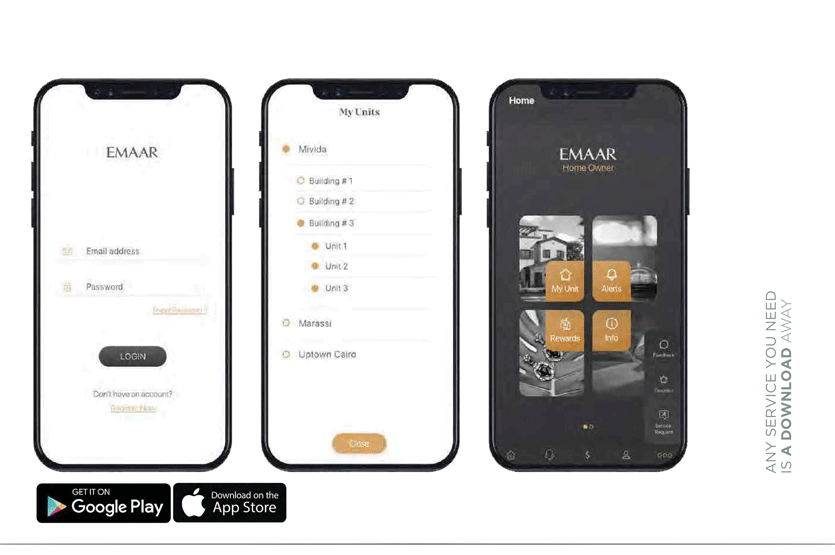 EMAAR
Email address
Password
Forgot Password?
LOGIN
Don't have an account?
Register Now
My Units
Mivida
Building # 1
Building # 2
Building # 3
Unit 1
Unit 2
Unit 3
Marassi
Uptown Cairo
Close
Home
EMAAR
Home Owner
My Unit
Alerts
Rewards
Info
Feedback
Favorites
Service
Request
GET IT ON
Google Play
Download on the
App Store
ANY SERVICE YOU NEED
IS A DOWNLOAD AWAY